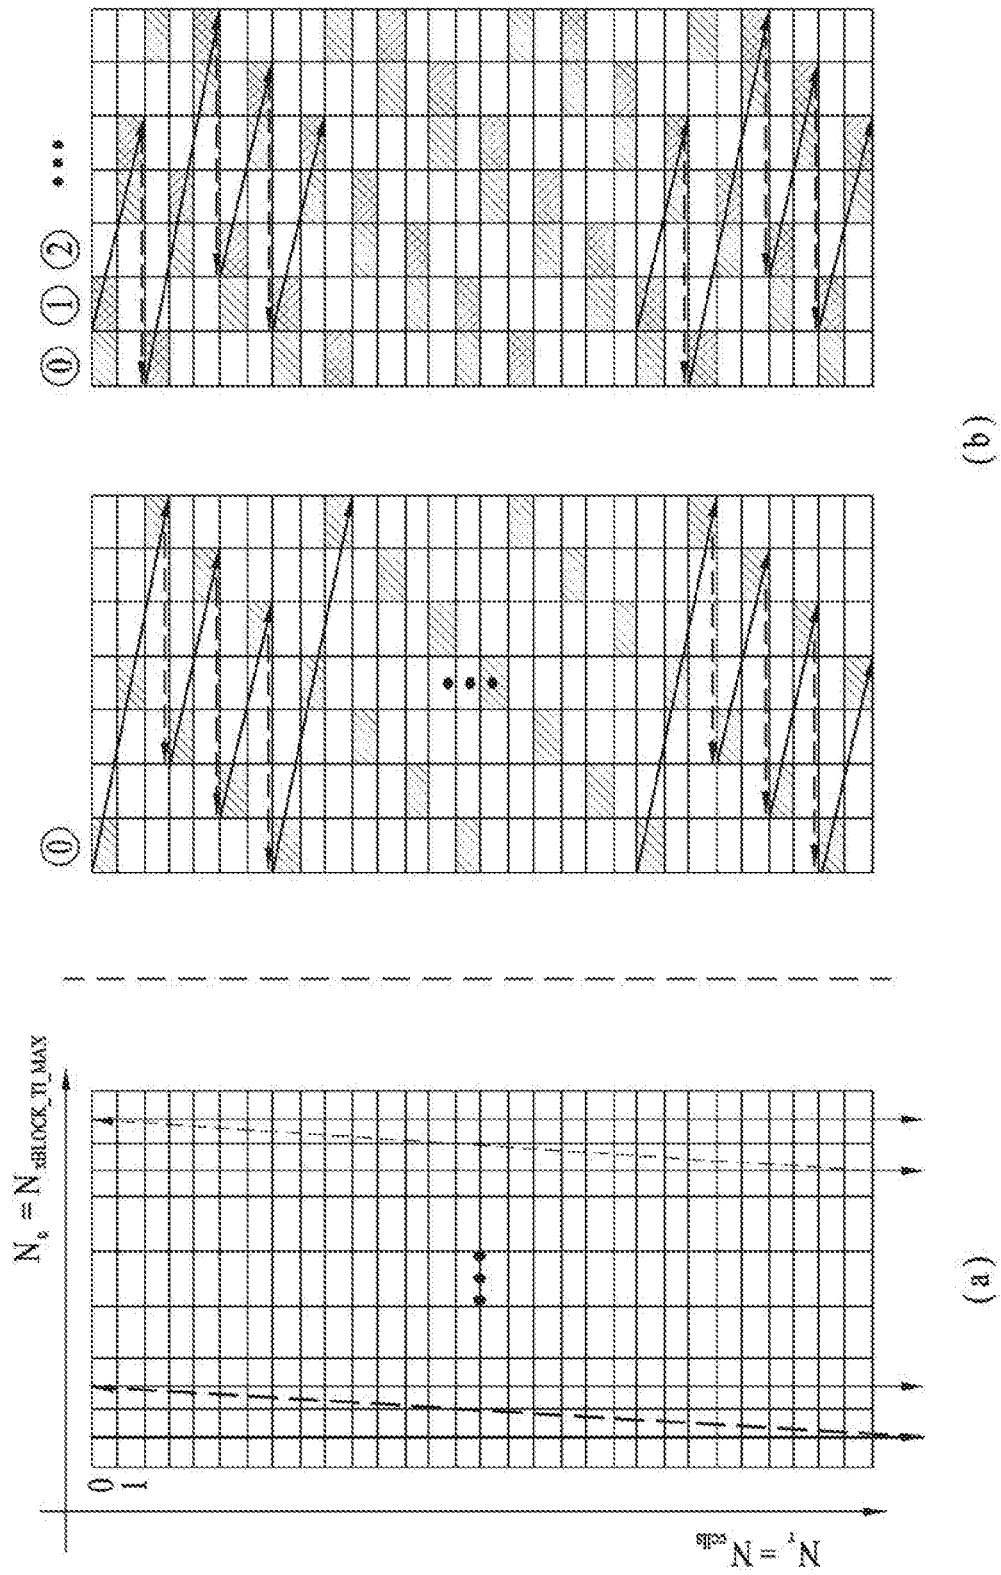 N_c = N_xBLOCK_TI_MAX
0
1
N_r = N_cells
(a)
⓪
⓪ ① ② •••
(b)